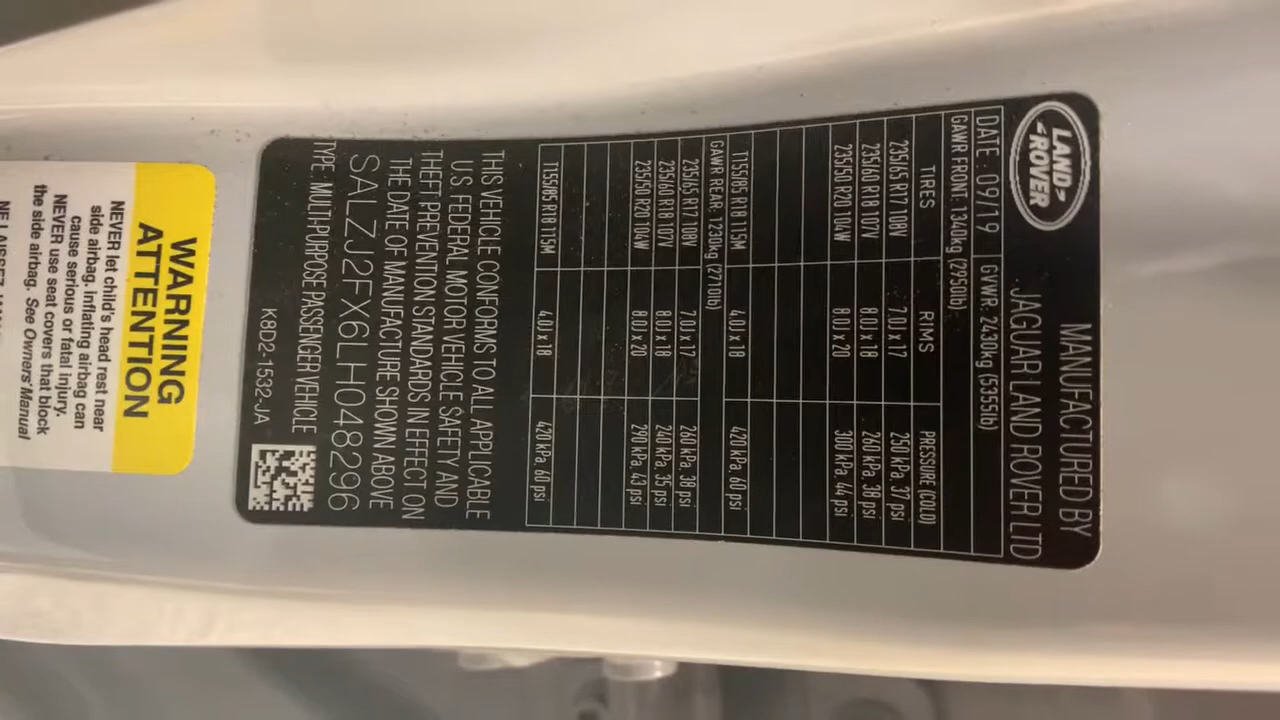 LAND-
-ROVER
MANUFACTURED BY
JAGUAR LAND ROVER LTD
DATE: 09/19 GVWR: 2430kg (5355lb)
GAWR FRONT: 1340kg (2950lb)
TIRES RIMS PRESSURE (COLD)
235/65 R17 108V 7.0J x 17 250 kPa, 37 psi
235/60 R18 107V 8.0J x 18 260 kPa, 38 psi
235/50 R20 104W 8.0J x 20 300 kPa, 44 psi
T155/85 R18 115M 4.0J x 18 420 kPa, 60 psi
GAWR REAR: 1230kg (2710lb)
235/65 R17 108V 7.0J x 17 260 kPa, 38 psi
235/60 R18 107V 8.0J x 18 240 kPa, 35 psi
235/50 R20 104W 8.0J x 20 290 kPa, 43 psi
T155/85 R18 115M 4.0J x 18 420 kPa, 60 psi
THIS VEHICLE CONFORMS TO ALL APPLICABLE
U.S. FEDERAL MOTOR VEHICLE SAFETY AND
THEFT PREVENTION STANDARDS IN EFFECT ON
THE DATE OF MANUFACTURE SHOWN ABOVE
SALZJ2FX6LH048296
TYPE: MULTI.PURPOSE PASSENGER VEHICLE
K8D2-1532-JA
WARNING
ATTENTION
NEVER let child's head rest near
side airbag. Inflating airbag can
cause serious or fatal injury.
NEVER use seat covers that block
the side airbag. See Owners' Manual